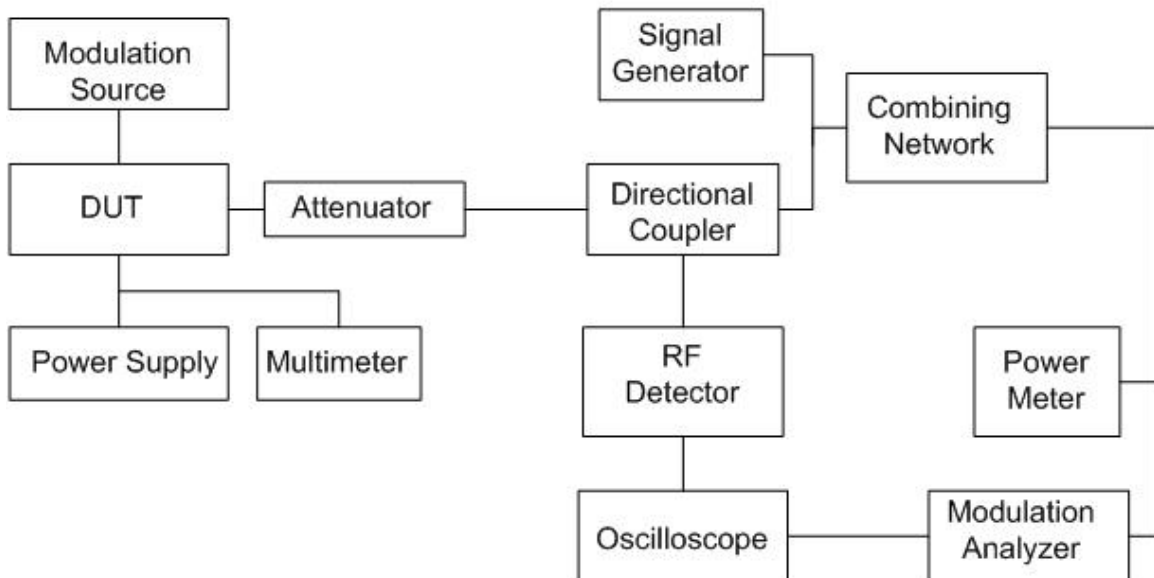 Modulation
Source
Signal
Generator
Combining
Network
DUT
Attenuator
Directional
Coupler
Power Supply
Multimeter
RF
Detector
Power
Meter
Oscilloscope
Modulation
Analyzer